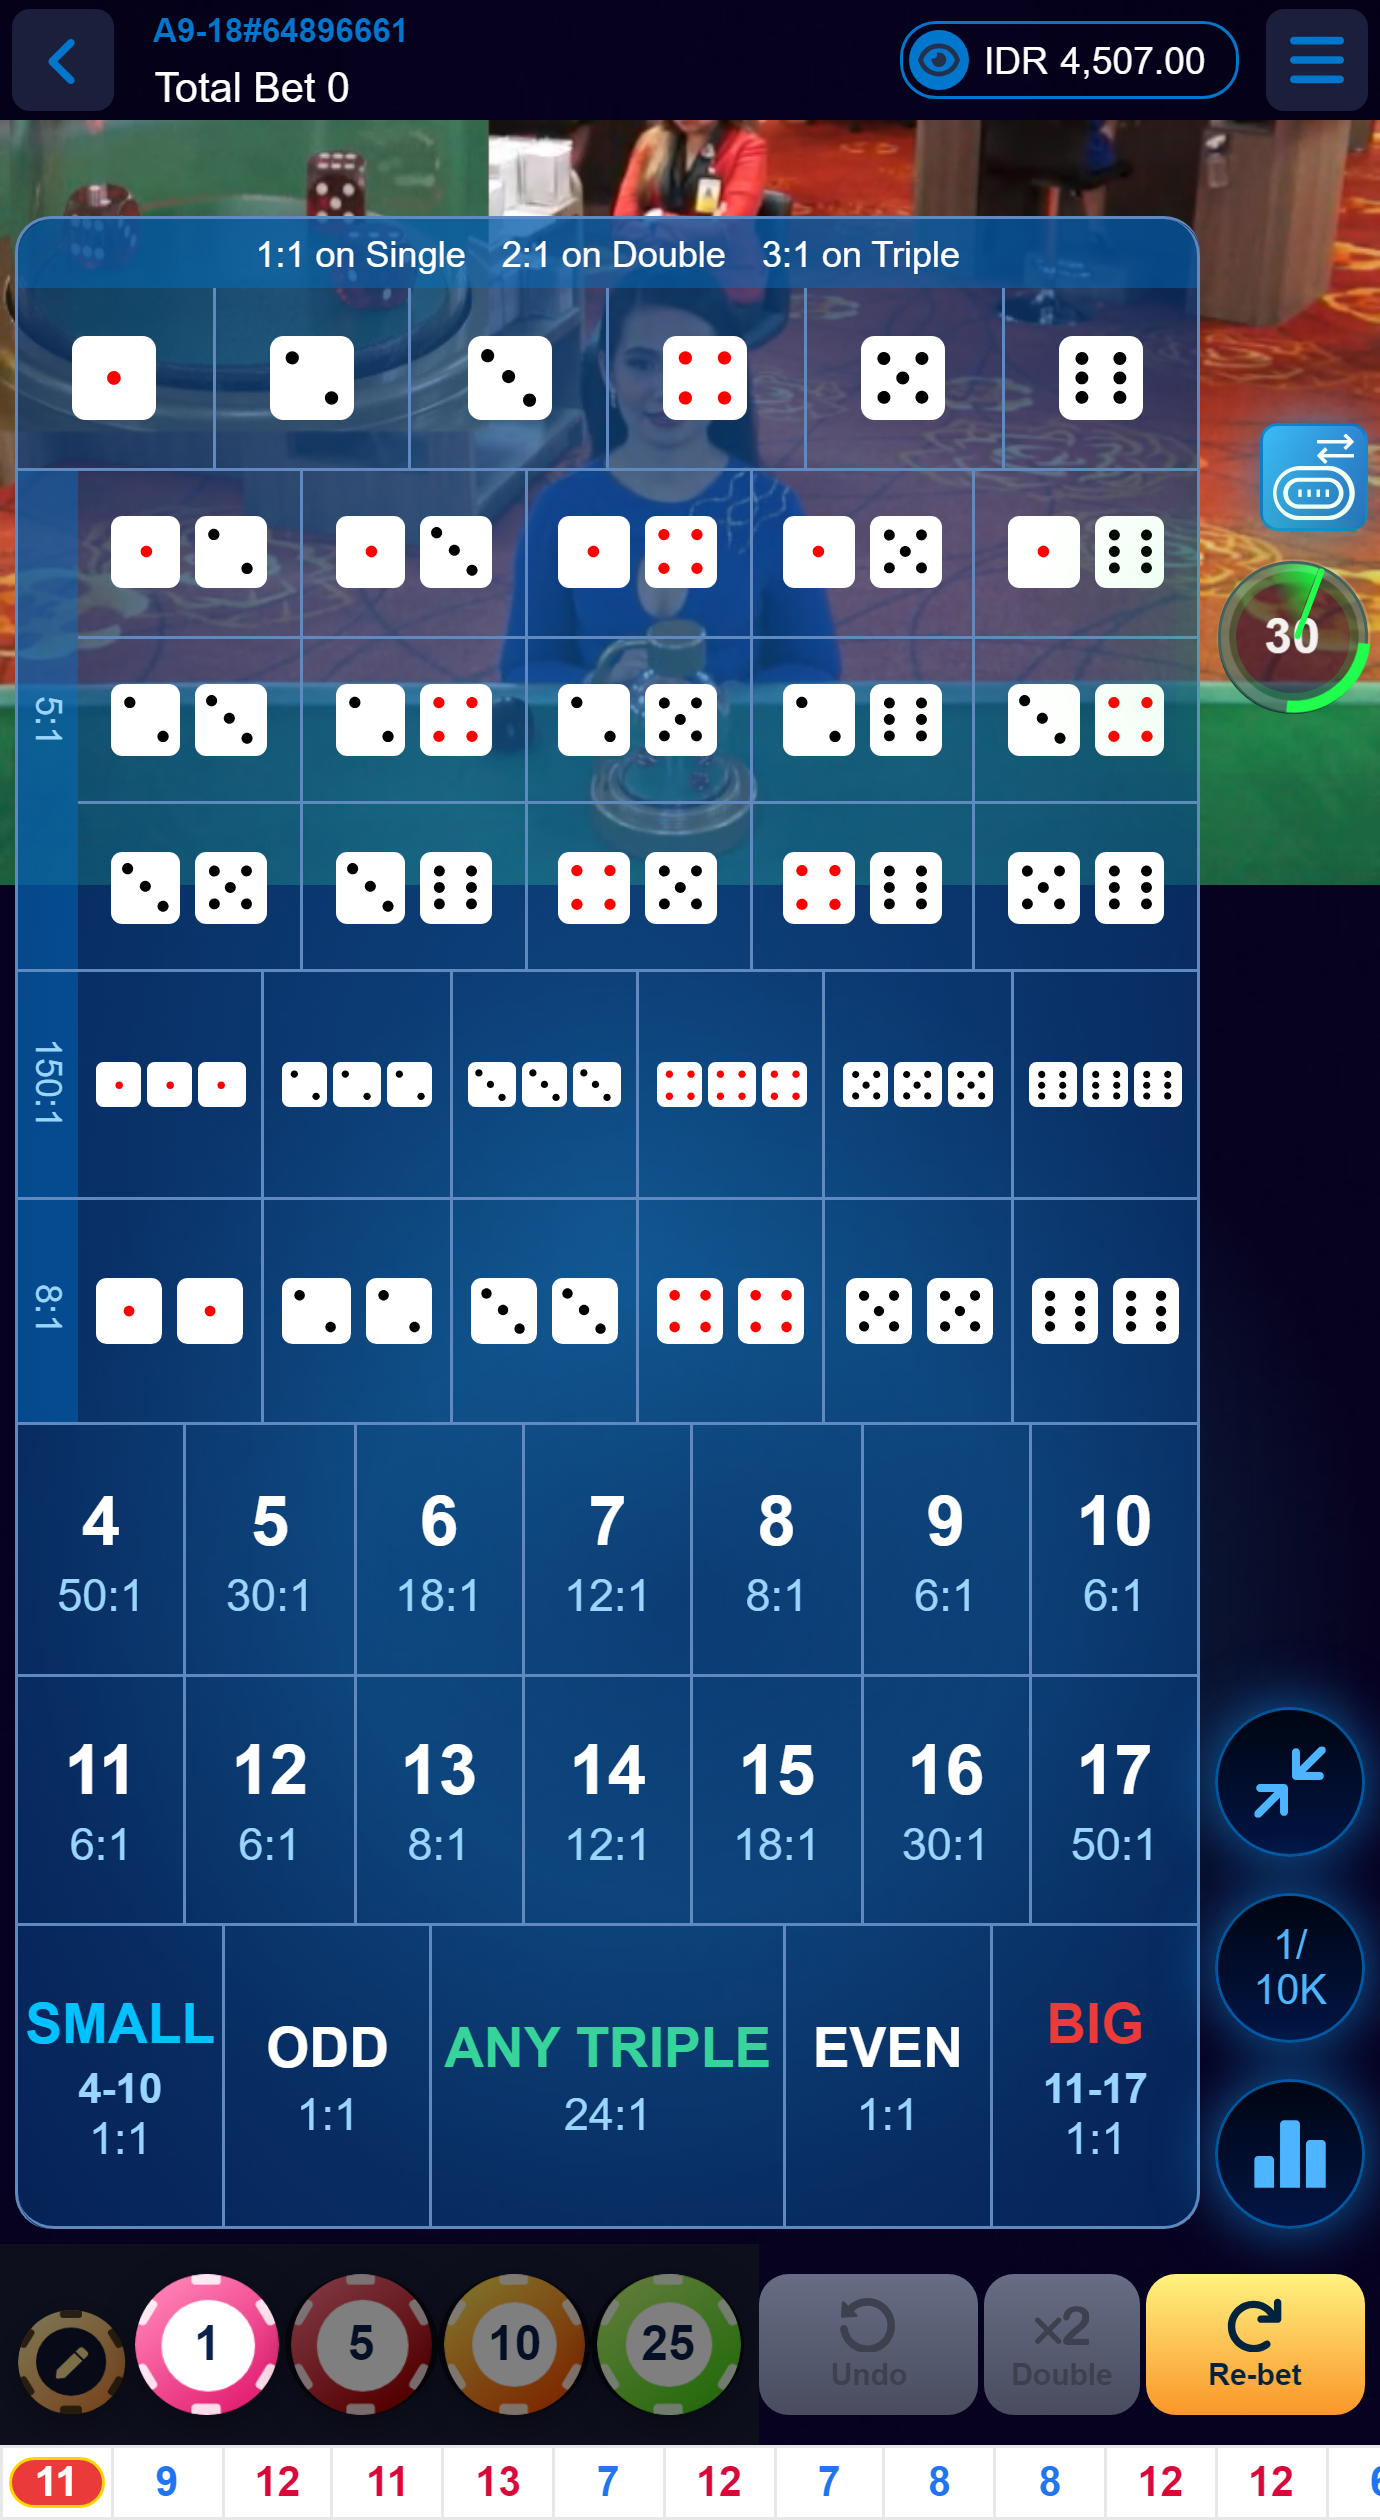 A9-18#64896661
Total Bet 0
IDR 4,507.00
1:1 on Single 2:1 on Double 3:1 on Triple
30
5:1
150:1
8:1
4 5 6 7 8 9 10
50:1 30:1 18:1 12:1 8:1 6:1 6:1
11 12 13 14 15 16 17
6:1 6:1 8:1 12:1 18:1 30:1 50:1
1/
10K
SMALL
4-10
1:1
ODD
1:1
ANY TRIPLE
24:1
EVEN
1:1
BIG
11-17
1:1
1 5 10 25
Undo
x2
Double
Re-bet
11 9 12 11 13 7 12 7 8 8 12 12